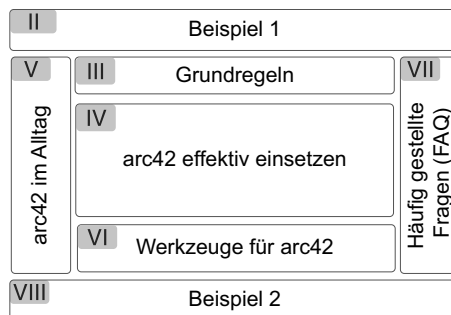 II
Beispiel 1
V
arc42 im Alltag
III
Grundregeln
IV
arc42 effektiv einsetzen
VI
Werkzeuge für arc42
VII
Häufig gestellte
Fragen (FAQ)
VIII
Beispiel 2